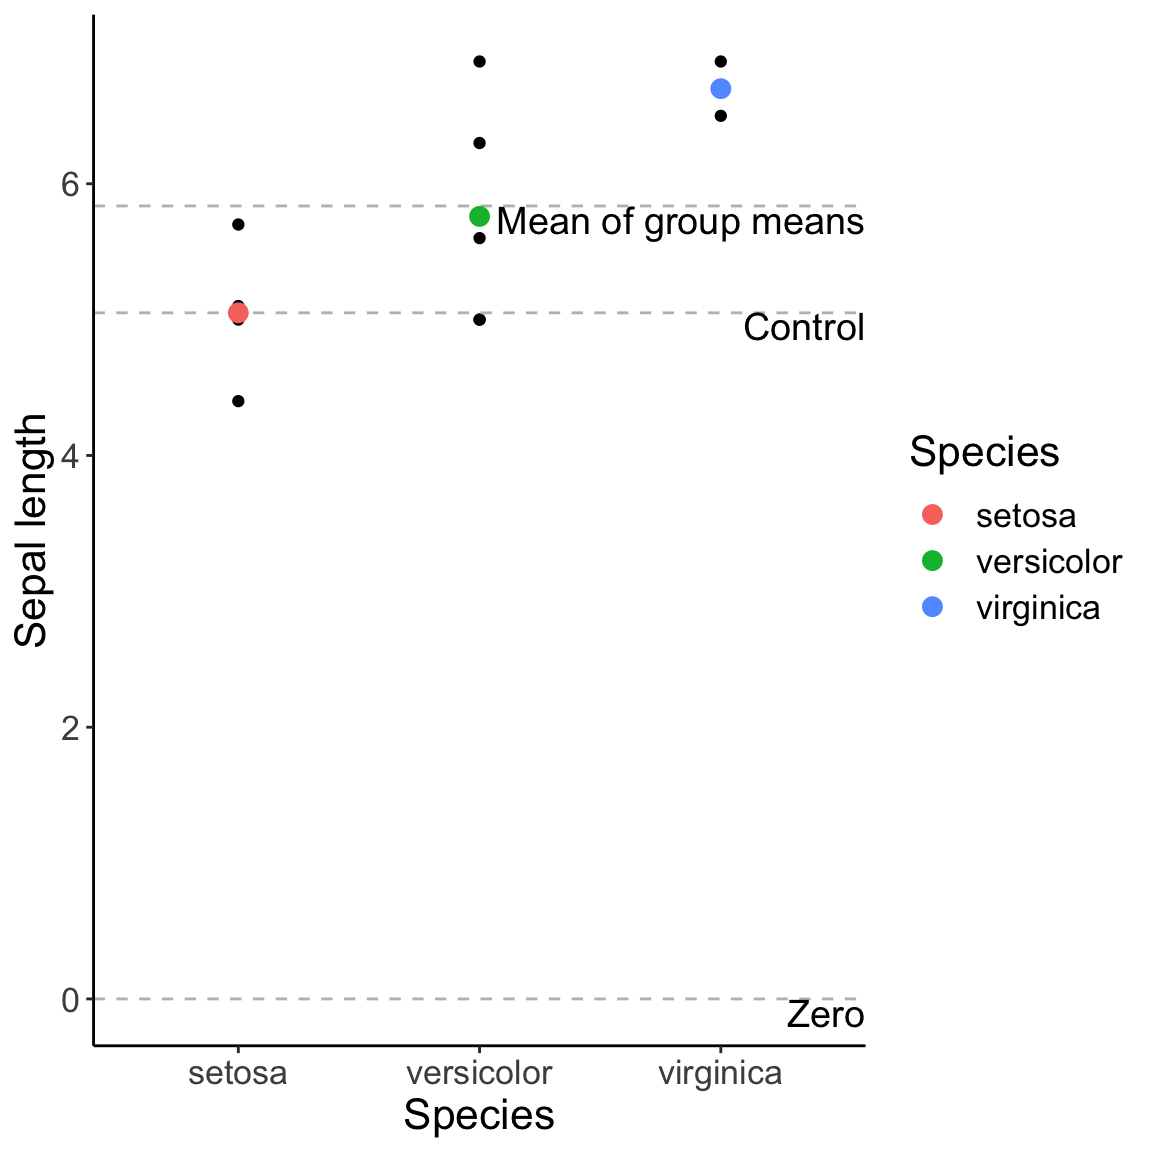 Sepal length
6
4
2
0
Mean of group means
Control
Zero
setosa
versicolor
virginica
Species
Species
setosa
versicolor
virginica